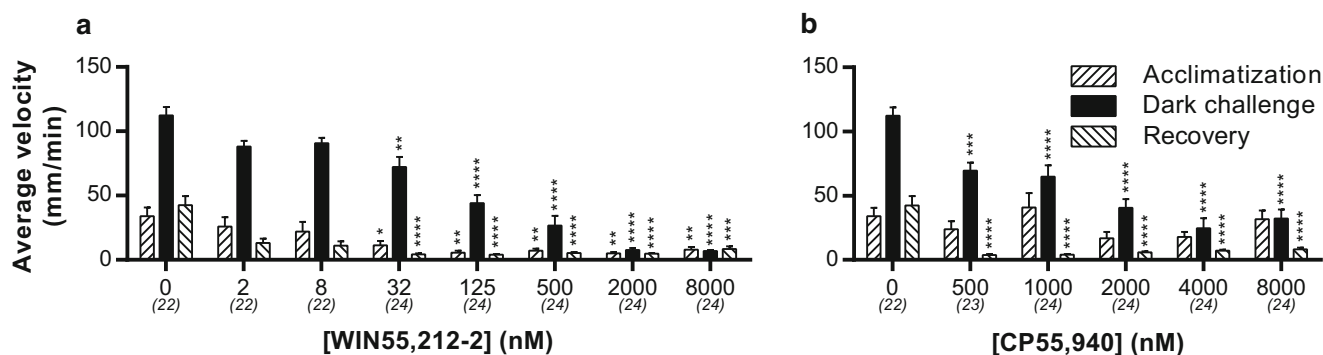 a
Average velocity
(mm/min)
150
100
50
0
** **** **** **** ****
* **** ** **** ** **** ** **** ** ***
0 2 8 32 125 500 2000 8000
(22) (22) (22) (24) (24) (24) (24) (24)
[WIN55,212-2] (nM)
b
150
100
50
0
Acclimatization
Dark challenge
Recovery
*** **** **** **** ****
**** **** **** **** ****
0 500 1000 2000 4000 8000
(22) (23) (24) (24) (24) (24)
[CP55,940] (nM)